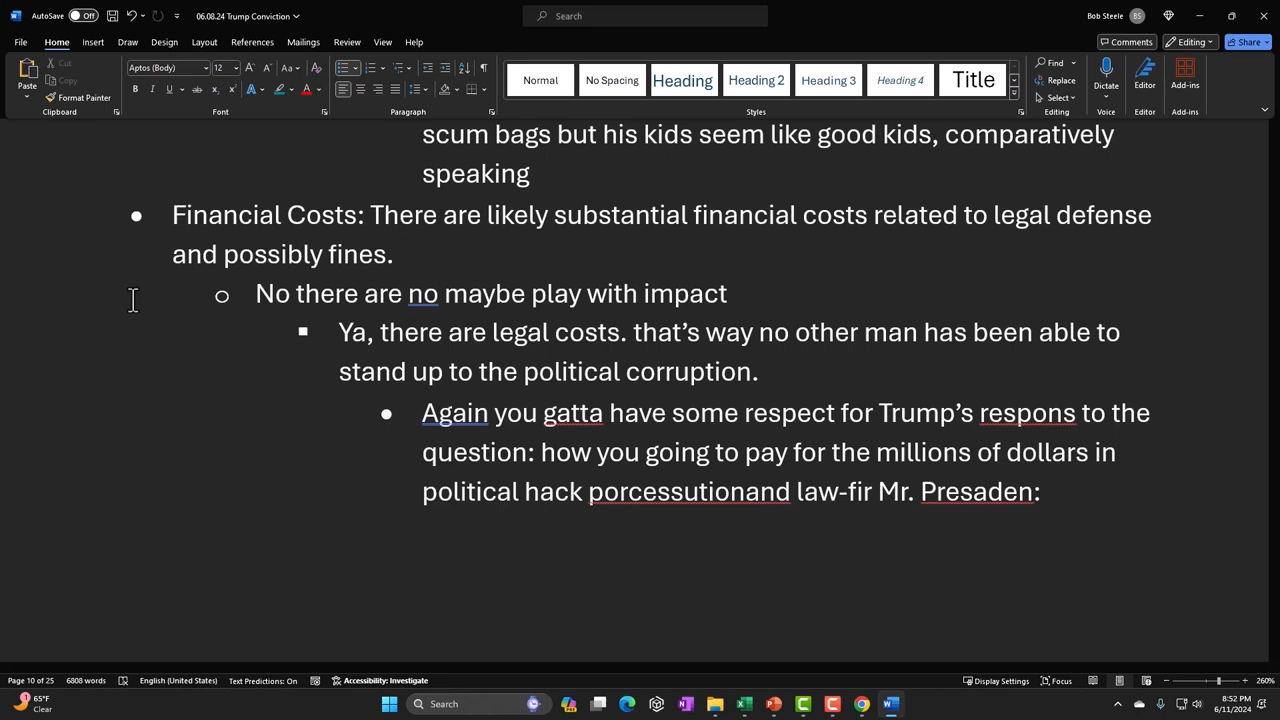 AutoSave Off 06.08.24 Trump Conviction Search Bob Steele BS
File Home Insert Draw Design Layout References Mailings Review View Help Comments Editing Share
Paste Cut Copy Format Painter Clipboard
Aptos (Body) 12 Font
Paragraph
Normal No Spacing Heading Heading 2 Heading 3 Heading 4 Title Styles
Find Replace Select Editing
Dictate Voice Editor Editor Add-ins Add-ins
scum bags but his kids seem like good kids, comparatively
speaking
● Financial Costs: There are likely substantial financial costs related to legal defense
and possibly fines.
o No there are no maybe play with impact
▪ Ya, there are legal costs. that’s way no other man has been able to
stand up to the political corruption.
● Again you gatta have some respect for Trump’s respons to the
question: how you going to pay for the millions of dollars in
political hack porcessutionand law-fir Mr. Presaden:
Page 10 of 25 6808 words English (United States) Text Predictions: On Accessibility: Investigate Display Settings Focus 260%
1 65°F Clear Search 8:52 PM 6/11/2024